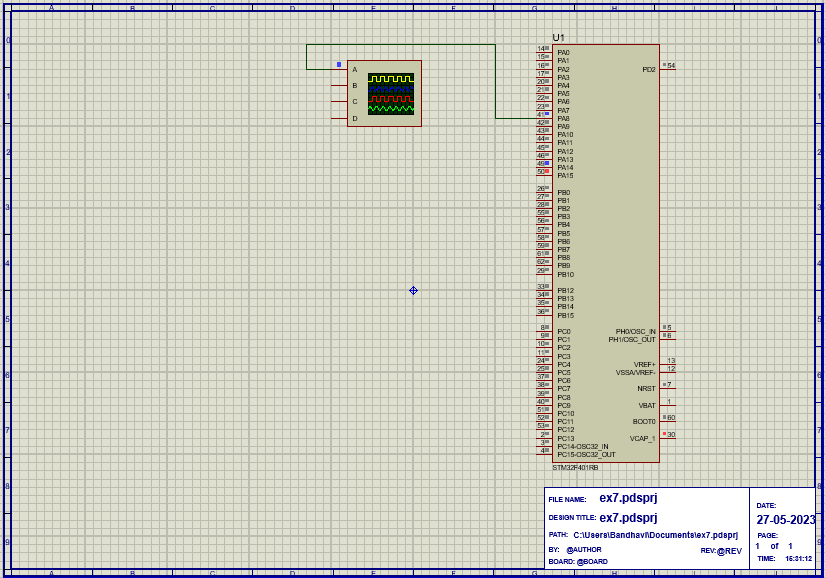 A B C D E F G H I J
0
1
2
3
4
5
6
7
8
9
A
B
C
D
U1
14 PA0
15 PA1
16 PA2
17 PA3
20 PA4
21 PA5
22 PA6
23 PA7
41 PA8
42 PA9
43 PA10
44 PA11
45 PA12
46 PA13
49 PA14
50 PA15
26 PB0
27 PB1
28 PB2
55 PB3
56 PB4
57 PB5
58 PB6
59 PB7
61 PB8
62 PB9
29 PB10
33 PB12
34 PB13
35 PB14
36 PB15
8 PC0
9 PC1
10 PC2
11 PC3
24 PC4
25 PC5
37 PC6
38 PC7
39 PC8
40 PC9
51 PC10
52 PC11
53 PC12
2 PC13
3 PC14-OSC32_IN
4 PC15-OSC32_OUT
PD2 54
PH0/OSC_IN 5
PH1/OSC_OUT 6
VREF+ 13
VSSA/VREF- 12
NRST 7
VBAT 1
BOOT0 60
VCAP_1 30
STM32F401RB
FILE NAME: ex7.pdsprj
DESIGN TITLE: ex7.pdsprj
PATH: C:\Users\Bandhavi\Documents\ex7.pdsprj
BY: @AUTHOR REV:@REV
BOARD: @BOARD
DATE:
27-05-2023
PAGE:
1 of 1
TIME: 15:31:12